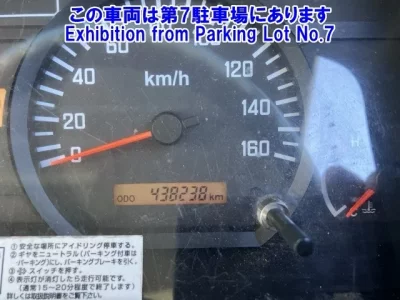 この車両は第7駐車場にあります
Exhibition from Parking Lot No.7
60
120
40
km/h
20
140
0
160
ODO 438238 km
H
①安全な場所にアイドリング停車する。
②ギヤをニュートラル(パーキング付車は
パーキング)にし、パーキングブレーキを引く。
③スイッチを押す。
④表示灯が消灯したら走行可能です。
(通常15~20分程度で終了します)
詳しくは取扱説明書をご覧ください